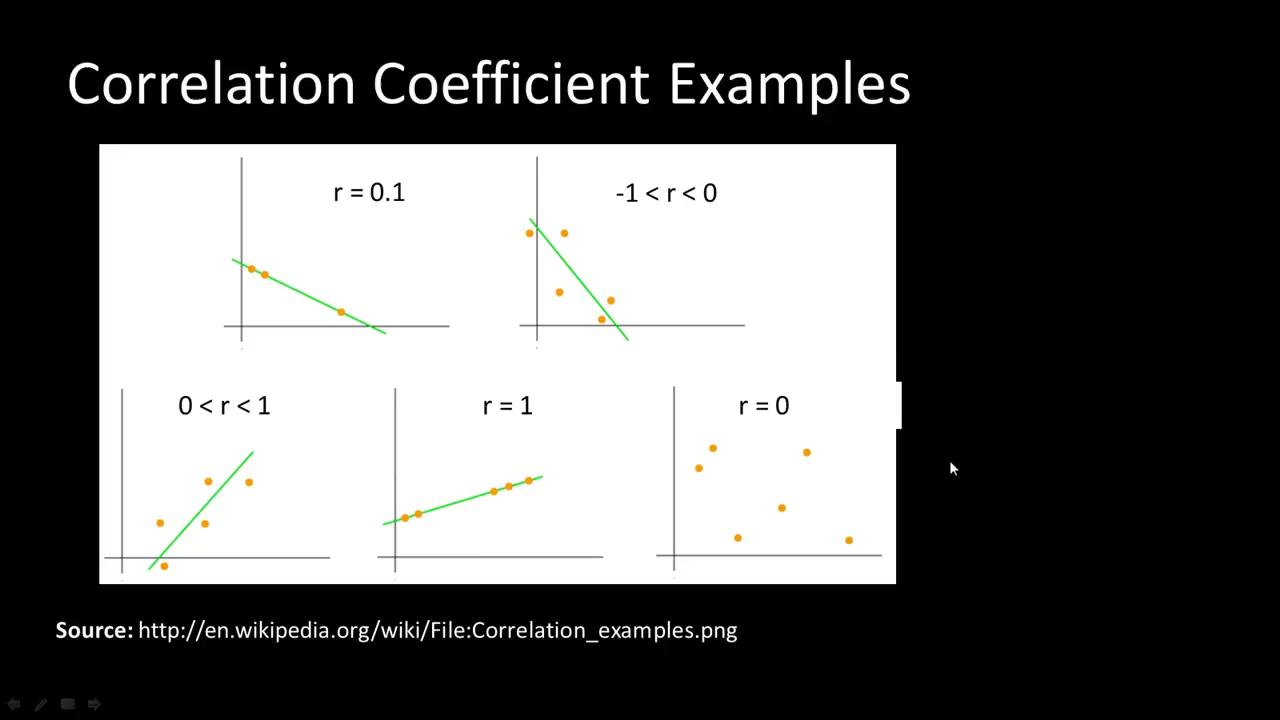 Correlation Coefficient Examples
r = 0.1
-1 < r < 0
0 < r < 1
r = 1
r = 0
Source: http://en.wikipedia.org/wiki/File:Correlation_examples.png